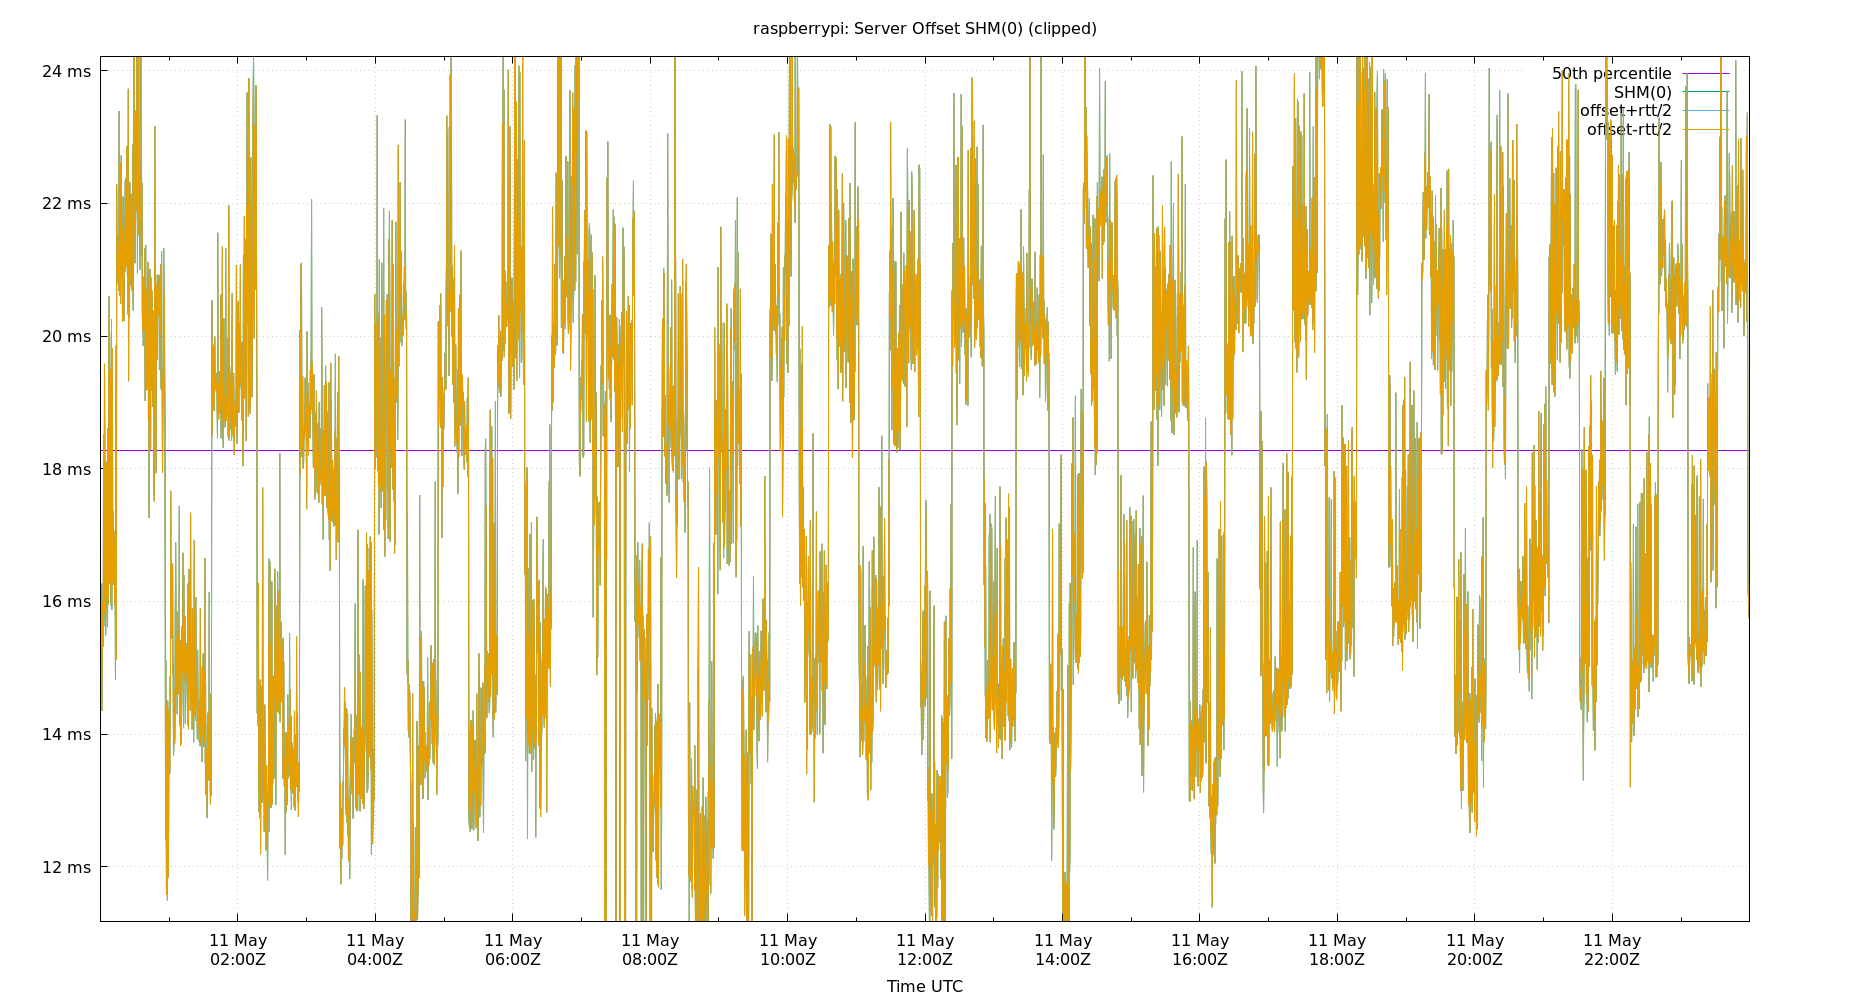 raspberrypi: Server Offset SHM(0) (clipped)
24 ms
22 ms
20 ms
18 ms
16 ms
14 ms
12 ms
50th percentile
SHM(0)
offset+rtt/2
offset-rtt/2
11 May 11 May 11 May 11 May 11 May 11 May 11 May 11 May 11 May 11 May 11 May
02:00Z 04:00Z 06:00Z 08:00Z 10:00Z 12:00Z 14:00Z 16:00Z 18:00Z 20:00Z 22:00Z
Time UTC